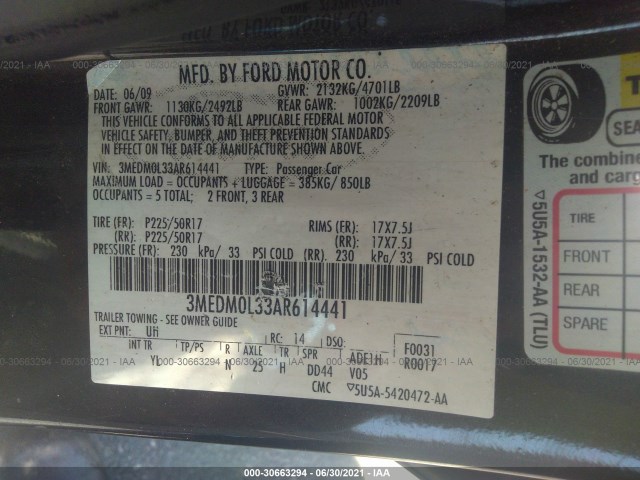 MFD. BY FORD MOTOR CO.
DATE: 06/09 GVWR: 2132KG/4701LB
FRONT GAWR: 1130KG/2492LB REAR GAWR: 1002KG/2209LB
THIS VEHICLE CONFORMS TO ALL APPLICABLE FEDERAL MOTOR
VEHICLE SAFETY, BUMPER, AND THEFT PREVENTION STANDARDS
IN EFFECT ON THE DATE OF MANUFACTURE SHOWN ABOVE.
VIN: 3MEDM0L33AR614441 TYPE: Passenger Car
MAXIMUM LOAD = OCCUPANTS + LUGGAGE = 385KG/ 850LB
OCCUPANTS = 5 TOTAL; 2 FRONT, 3 REAR
TIRE (FR): P225/50R17 RIMS (FR): 17X7.5J
(RR): P225/50R17 (RR): 17X7.5J
PRESSURE (FR): 230 kPa/ 33 PSI COLD (RR): 230 kPa/ 33 PSI COLD
3MEDM0L33AR614441
TRAILER TOWING - SEE OWNER GUIDE
EXT PNT: UH RC: 14 DSO: F0031
INT TR TP/PS R AXLE TR SPR ADE1H R0017
YL N 25 H DD44 V05
CMC ▽5U5A-5420472-AA
SEA
The combine
and carg
TIRE
FRONT
REAR
SPARE
▽5U5A-1532-AA (TLU)
000-30663294 - 06/30/2021 - IAAI.com